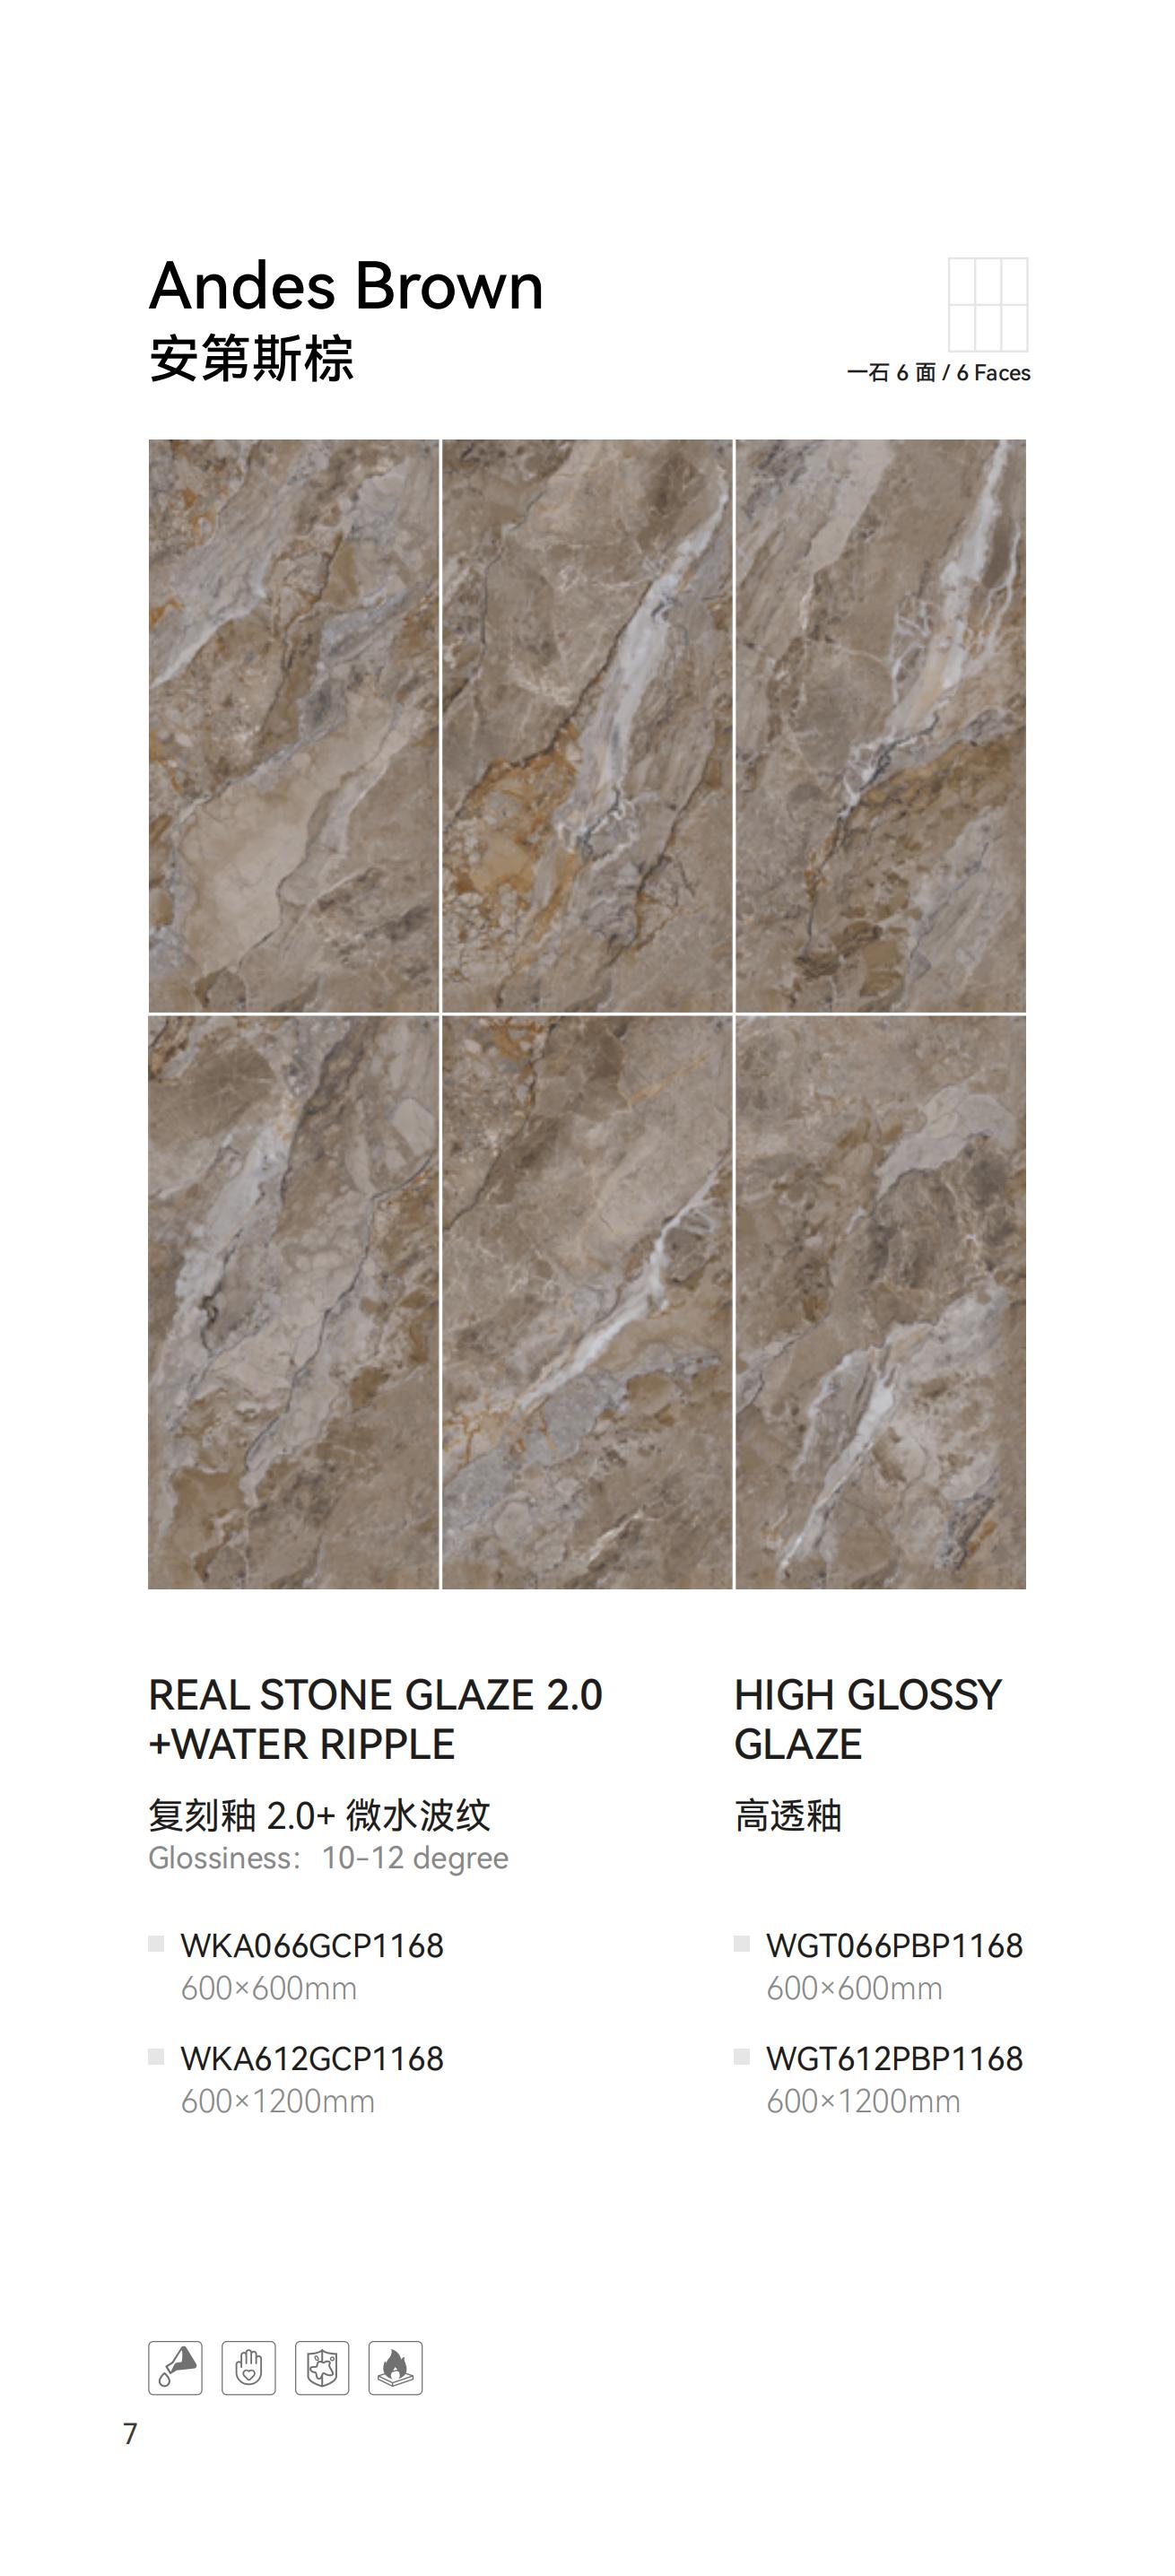 Andes Brown
安第斯棕
一石 6 面 / 6 Faces
REAL STONE GLAZE 2.0
+WATER RIPPLE
复刻釉 2.0+ 微水波纹
Glossiness: 10-12 degree
WKA066GCP1168
600×600mm
WKA612GCP1168
600×1200mm
HIGH GLOSSY
GLAZE
高透釉
WGT066PBP1168
600×600mm
WGT612PBP1168
600×1200mm
7